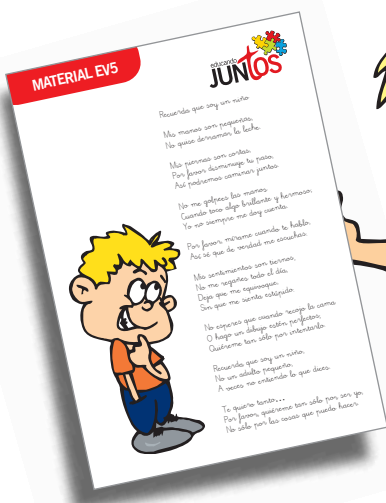 MATERIAL EV5
educando
JUNTOS
Recuerda que soy un niño
Mis manos son pequeñas,
No quise derramar la leche.
Mis piernas son cortas,
Por favor disminuye tu paso,
Así podremos caminar juntos.
No me golpees las manos
Cuando toco algo brillante y hermoso,
Yo no siempre me doy cuenta.
Por favor mírame cuando te hablo,
Así sé que de verdad me escuchas.
Mis sentimientos son tiernos,
No me regañes todo el día,
Deja que me equivoque,
Sin que me sienta estúpido.
No esperes que cuando recojo la cama
O hago un dibujo estén perfectos,
Quiéreme tan sólo por intentarlo.
Recuerda que soy un niño,
No un adulto pequeño,
A veces no entiendo lo que dices.
Te quiero tanto...
Por favor, quiéreme tan sólo por ser yo,
No sólo por las cosas que puedo hacer.